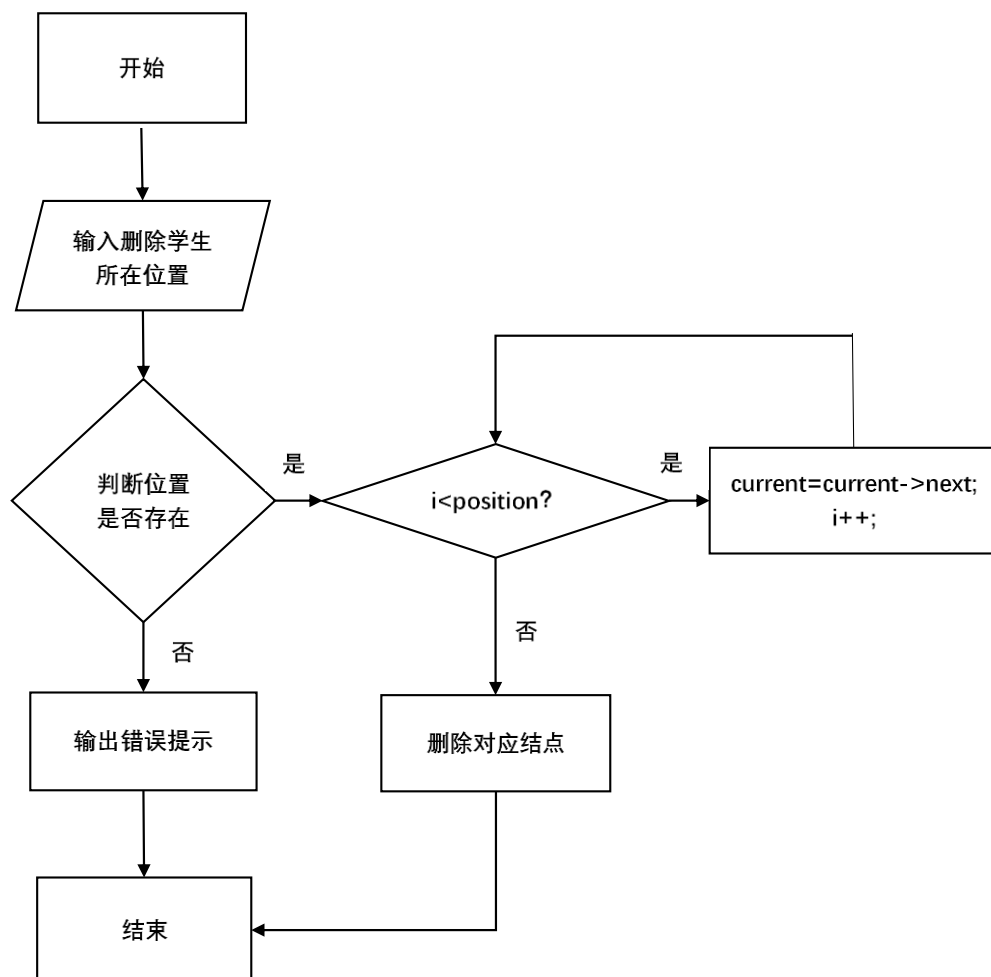 开始
输入删除学生
所在位置
判断位置
是否存在
是
i<position?
是
current=current->next;
i++;
否
否
输出错误提示
删除对应结点
结束